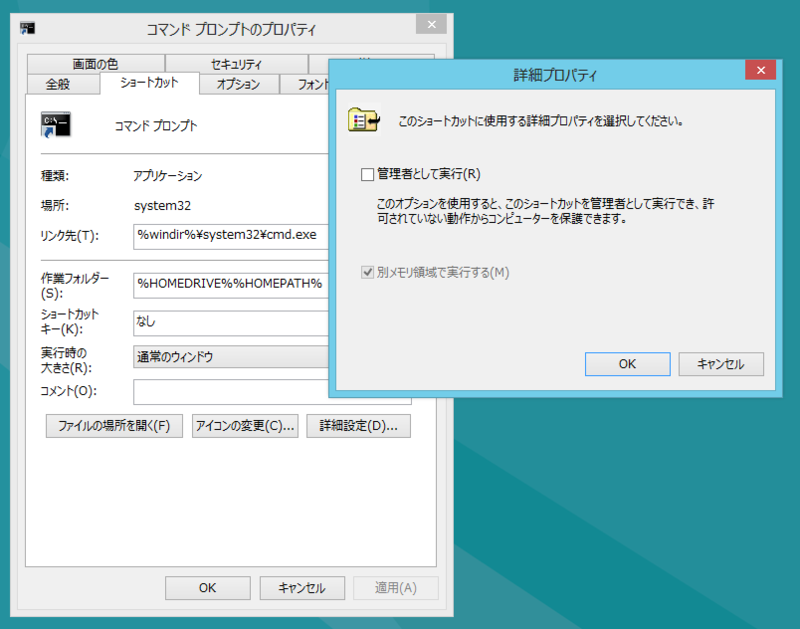 コマンド プロンプトのプロパティ
画面の色
セキュリティ
全般
ショートカット
オプション
フォント
コマンド プロンプト
種類:
アプリケーション
場所:
system32
リンク先(T):
%windir%¥system32¥cmd.exe
作業フォルダー
(S):
%HOMEDRIVE%%HOMEPATH%
ショートカット
キー(K):
なし
実行時の
大きさ(R):
通常のウィンドウ
コメント(O):
ファイルの場所を開く(F)
アイコンの変更(C)...
詳細設定(D)...
OK
キャンセル
適用(A)
詳細プロパティ
このショートカットに使用する詳細プロパティを選択してください。
管理者として実行(R)
このオプションを使用すると、このショートカットを管理者として実行でき、許
可されていない動作からコンピューターを保護できます。
別メモリ領域で実行する(M)
OK
キャンセル